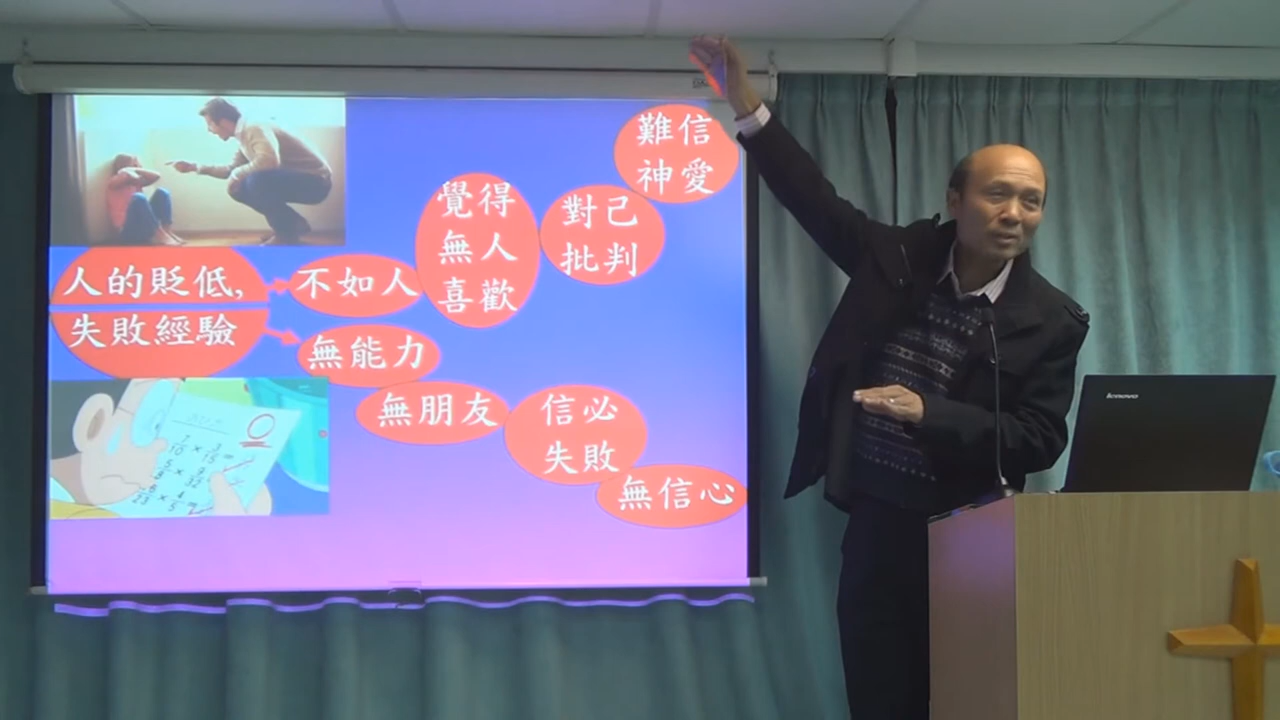 難信
神愛
覺得
無人
喜歡
對己
批判
人的貶低,
失敗經驗
不如人
無能力
無朋友
信必
失敗
無信心
lenovo